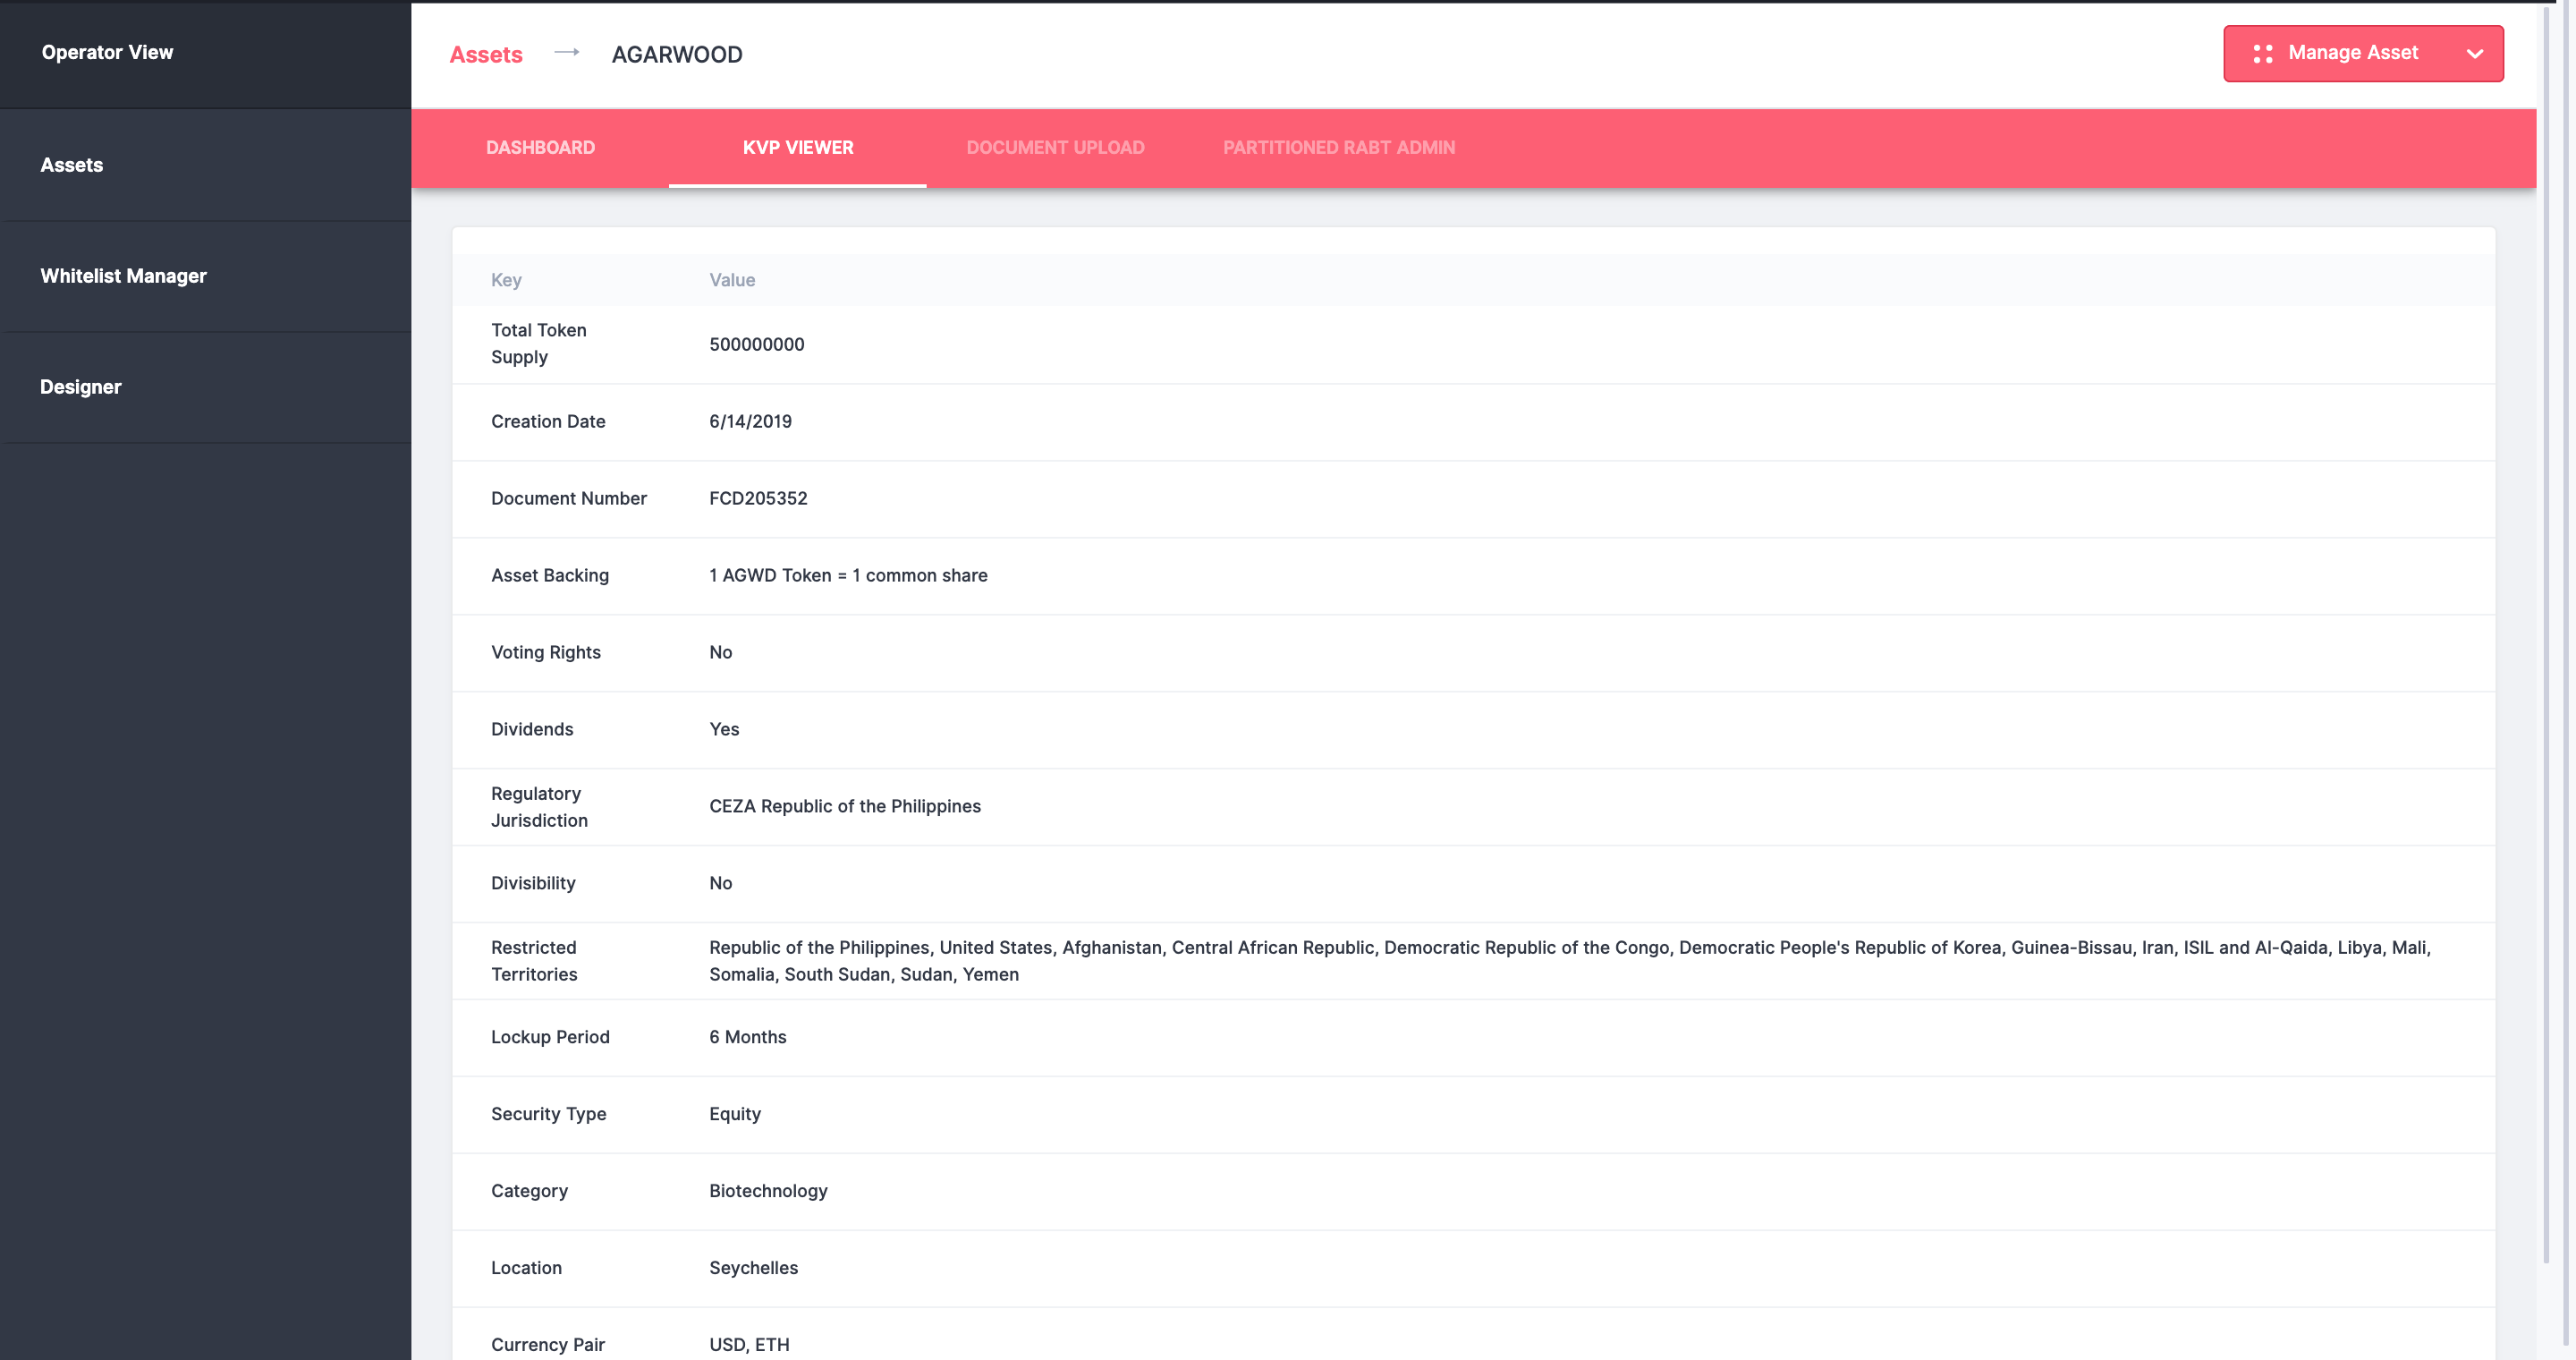 Operator View
Assets
Whitelist Manager
Designer
Assets → AGARWOOD
Manage Asset
DASHBOARD KVP VIEWER DOCUMENT UPLOAD PARTITIONED RABT ADMIN
Key Value
Total Token
Supply
500000000
Creation Date 6/14/2019
Document Number FCD205352
Asset Backing 1 AGWD Token = 1 common share
Voting Rights No
Dividends Yes
Regulatory
Jurisdiction
CEZA Republic of the Philippines
Divisibility No
Restricted
Territories
Republic of the Philippines, United States, Afghanistan, Central African Republic, Democratic Republic of the Congo, Democratic People's Republic of Korea, Guinea-Bissau, Iran, ISIL and Al-Qaida, Libya, Mali,
Somalia, South Sudan, Sudan, Yemen
Lockup Period 6 Months
Security Type Equity
Category Biotechnology
Location Seychelles
Currency Pair USD, ETH